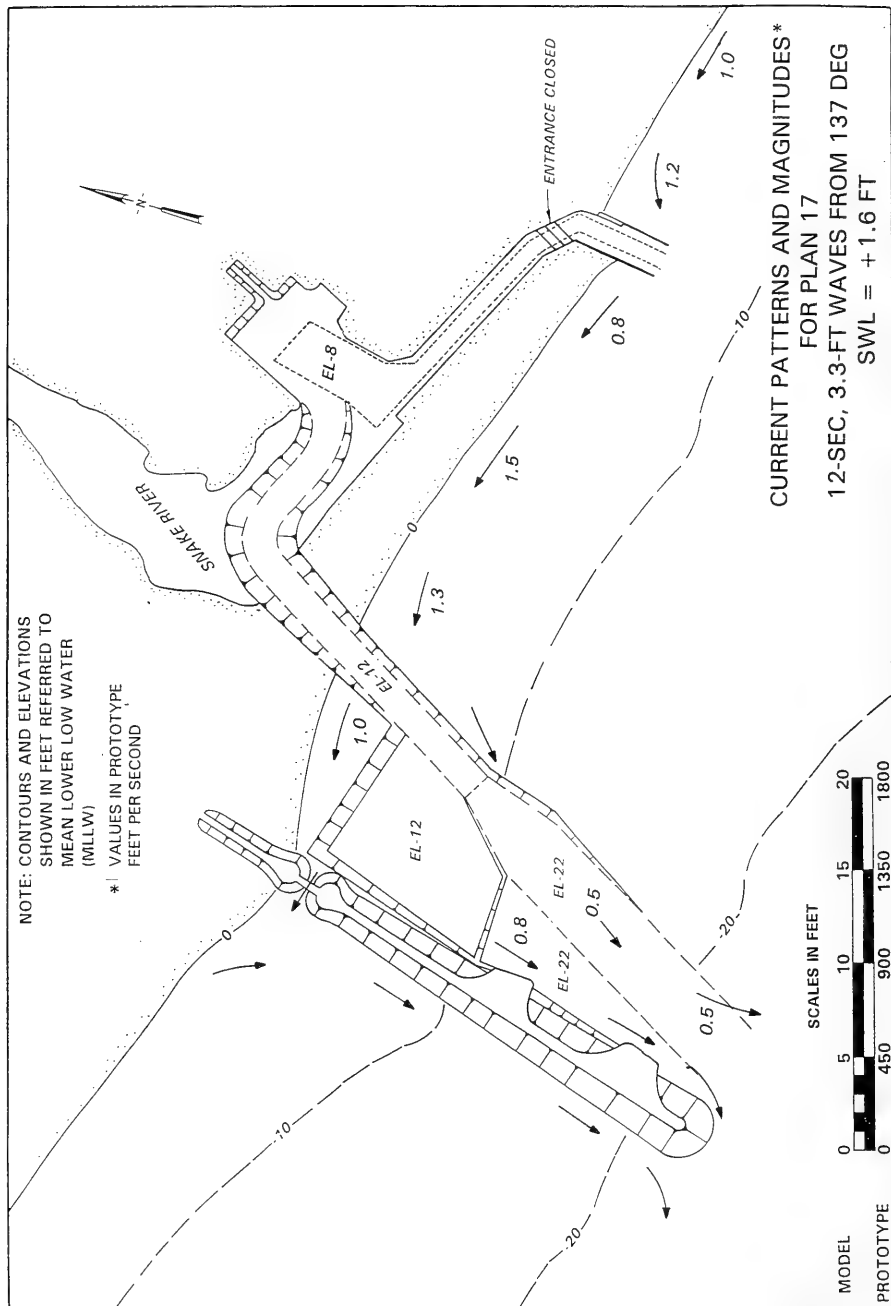 NOTE: CONTOURS AND ELEVATIONS
SHOWN IN FEET REFERRED TO
MEAN LOWER LOW WATER
(MLLW)
* VALUES IN PROTOTYPE
FEET PER SECOND
N
SNAKE RIVER
EL-8
ENTRANCE CLOSED
EL-12
EL-12
EL-22
EL-22
0
0
-10
-10
-20
-20
1.0
1.2
0.8
1.5
1.3
1.0
0.8
0.5
0.5
CURRENT PATTERNS AND MAGNITUDES*
FOR PLAN 17
12-SEC, 3.3-FT WAVES FROM 137 DEG
SWL = +1.6 FT
SCALES IN FEET
MODEL 0 5 10 15 20
PROTOTYPE 0 450 900 1350 1800